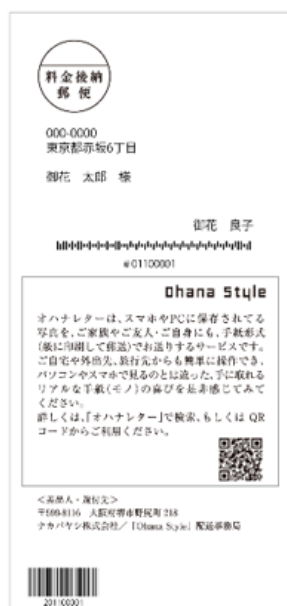 料金後納
郵便
000-0000
東京都赤坂6丁目
御花 太郎 様
御花 良子
@01100001
Ohana Style
オハナレターは、スマホやPCに保存されてる
写真を、ご家族やご友人・ご自身にも、手紙形式
(紙に印刷して郵便)でお送りするサービスです。
ご自宅や外出先、旅行先からも簡単に操作でき、
パソコンやスマホで見るのとは違った、手に取れる
リアルな手紙(モノ)の喜びを是非感じてみて
ください。
詳しくは、「オハナレター」で検索、もしくは QR
コードからご利用ください。
<差出人・還付先>
〒599-8116 大阪府堺市野尻町 218
ナカバヤシ株式会社/「Ohana Style」配送事務局
201100001